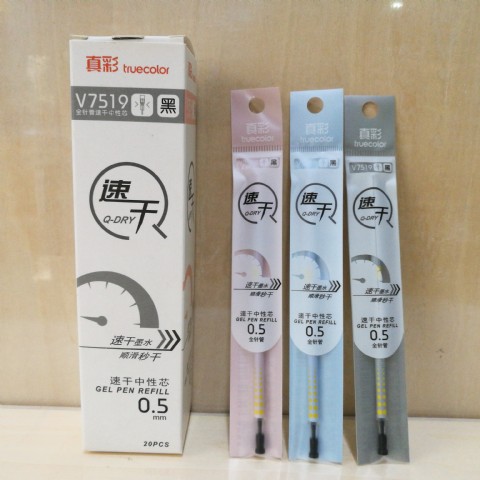 真彩 truecolor
V7519 黑
全针管速干中性芯
速干
Q-DRY
速干墨水
顺滑秒干
速干中性芯
GEL PEN REFILL
0.5
mm
20PCS
真彩
truecolor
黑
速干
Q-DRY
速干墨水
顺滑秒干
速干中性芯
GEL PEN REFILL
0.5
全针管
真彩
truecolor
黑
速干
Q-DRY
速干墨水
顺滑秒干
速干中性芯
GEL PEN REFILL
0.5
全针管
真彩
truecolor
V7519 黑
速干
Q-DRY
速干墨水
顺滑秒干
速干中性芯
GEL PEN REFILL
0.5
全针管